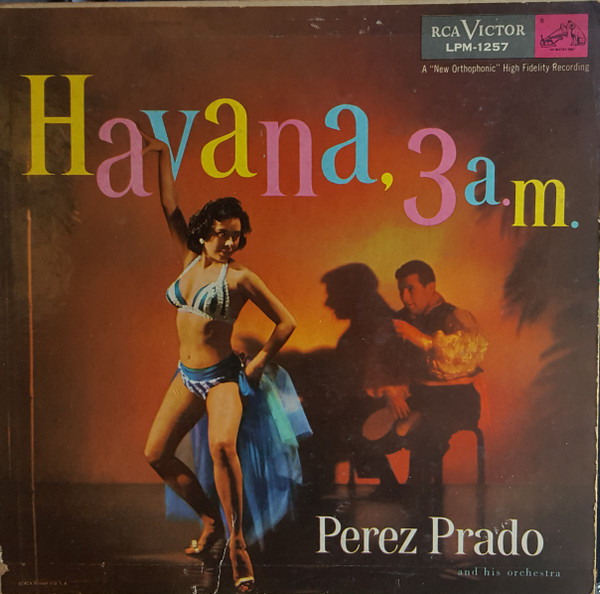 RCA VICTOR
LPM-1257
A "New Orthophonic" High Fidelity Recording
Havana, 3 a.m.
Perez Prado
and his orchestra